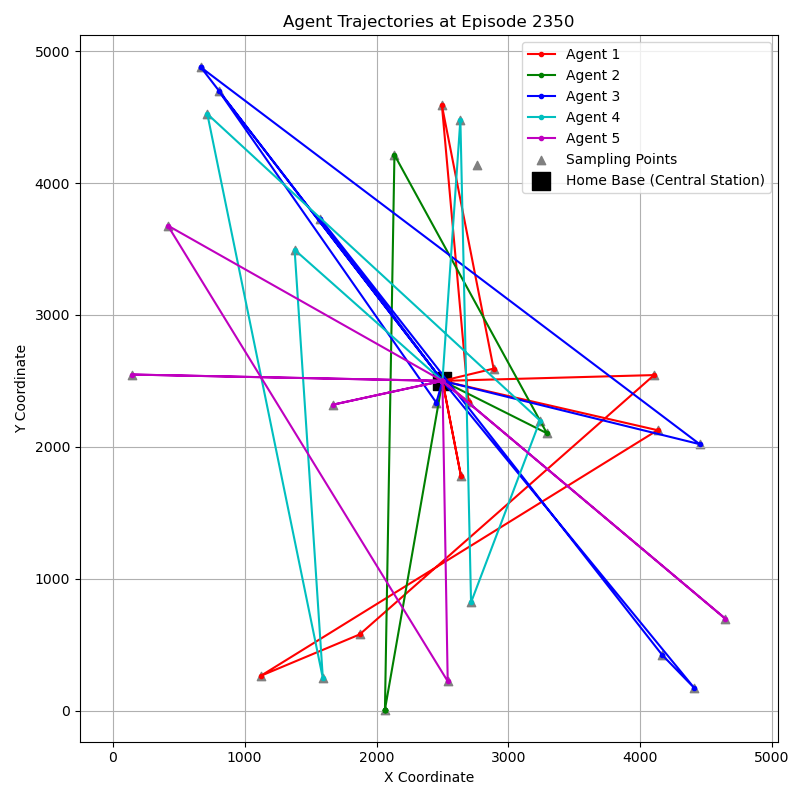 Agent Trajectories at Episode 2350
Agent 1
Agent 2
Agent 3
Agent 4
Agent 5
Sampling Points
Home Base (Central Station)
Y Coordinate
5000
4000
3000
2000
1000
0
0 1000 2000 3000 4000 5000
X Coordinate